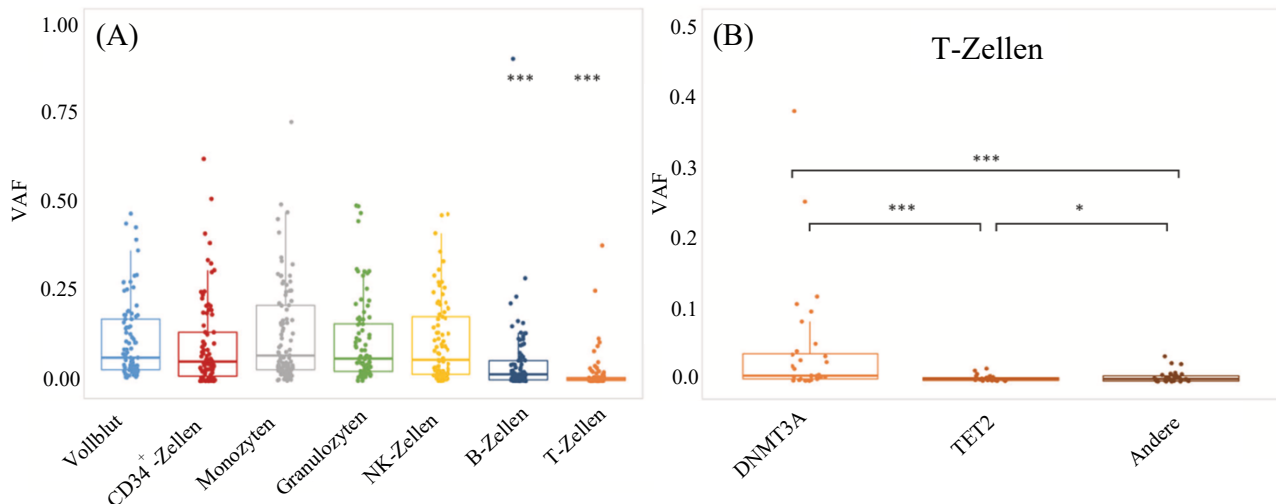 (A)
1.00
0.75
0.50
0.25
0.00
VAF
***
***
Vollblut
CD34+-Zellen
Monozyten
Granulozyten
NK-Zellen
B-Zellen
T-Zellen
(B)
T-Zellen
0.5
0.4
0.3
0.2
0.1
0.0
VAF
***
***
*
DNMT3A
TET2
Andere